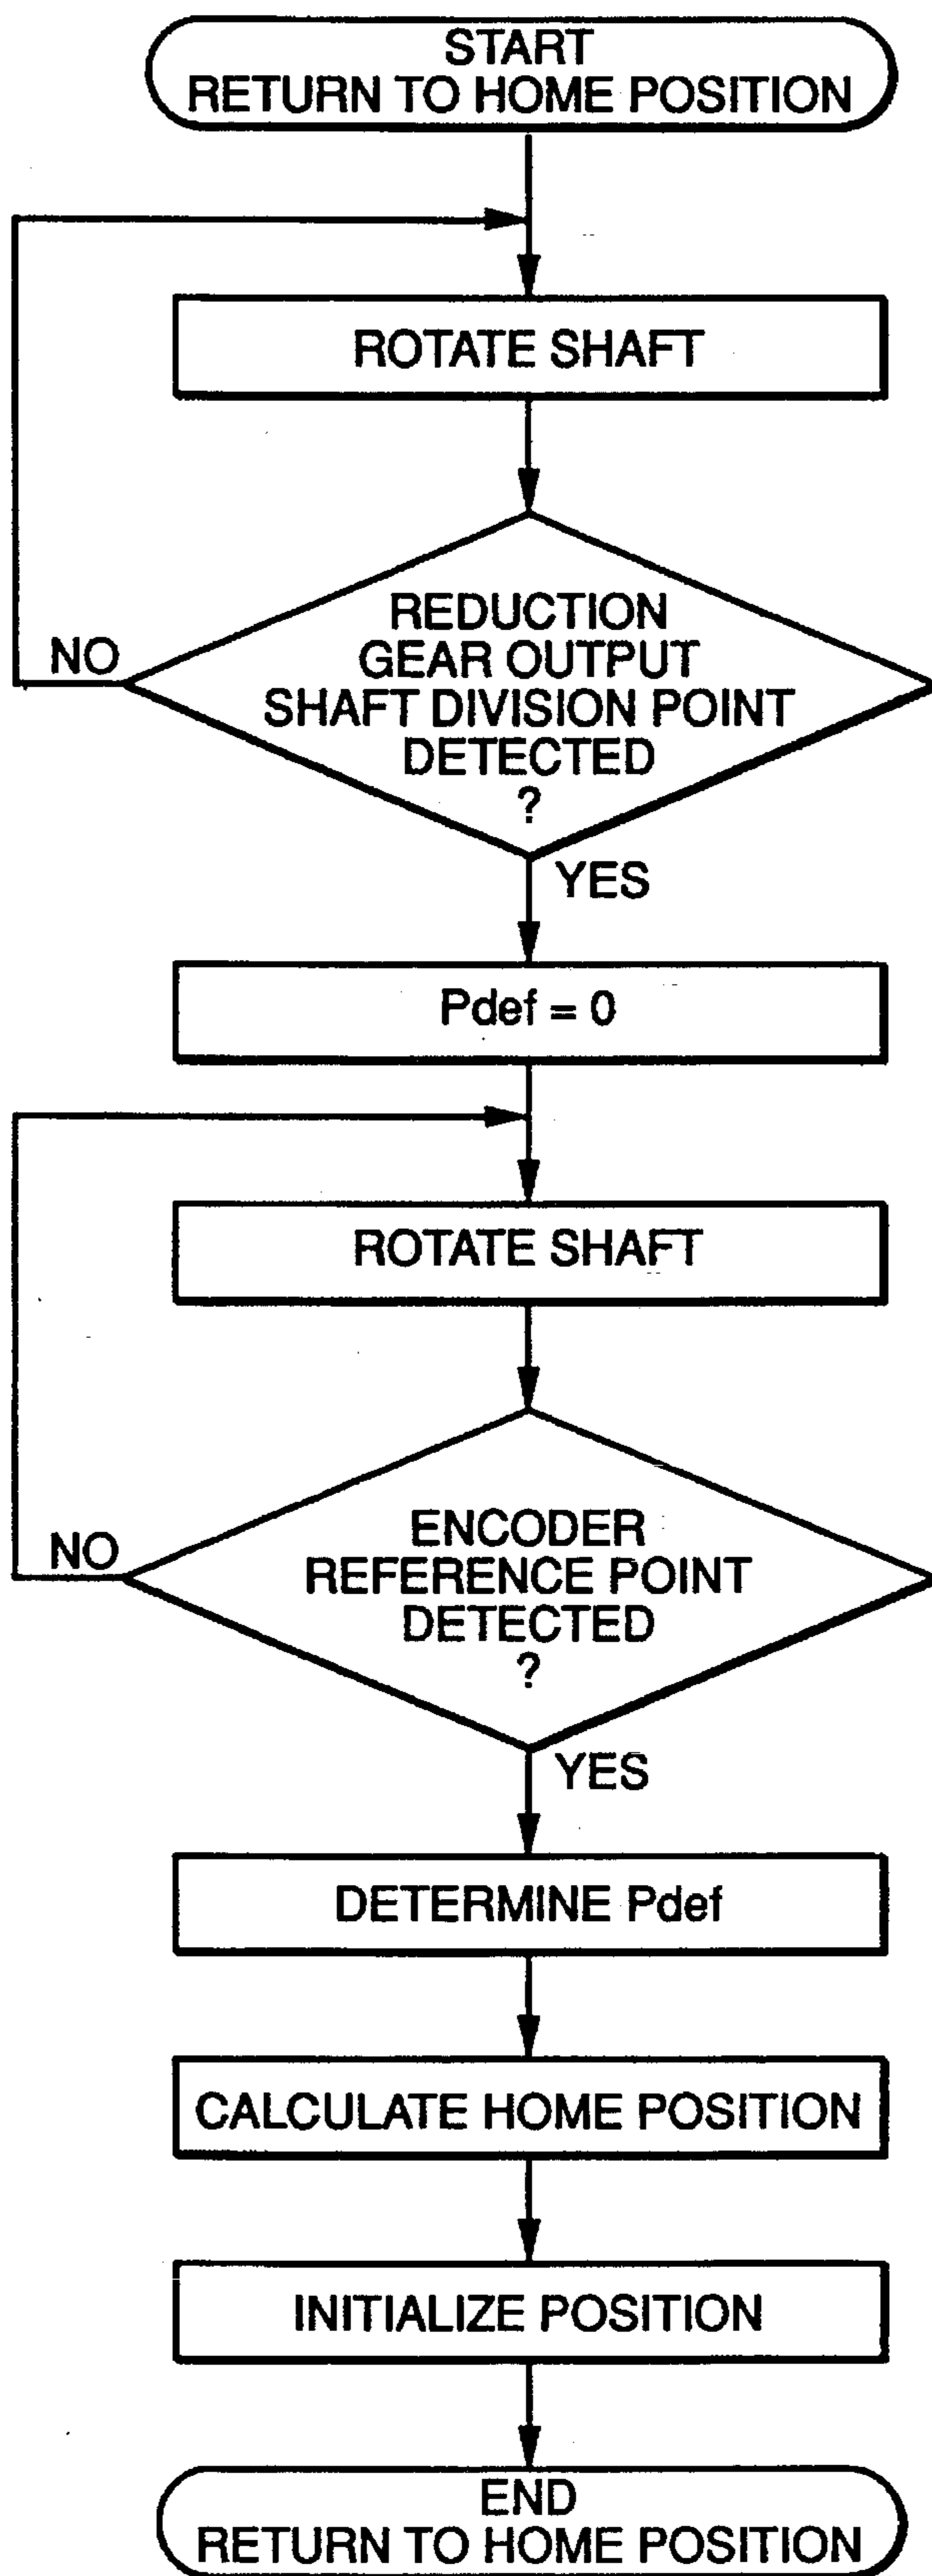 START
RETURN TO HOME POSITION
ROTATE SHAFT
REDUCTION
GEAR OUTPUT
SHAFT DIVISION POINT
DETECTED
?
NO
YES
Pdef = 0
ROTATE SHAFT
ENCODER
REFERENCE POINT
DETECTED
?
NO
YES
DETERMINE Pdef
CALCULATE HOME POSITION
INITIALIZE POSITION
END
RETURN TO HOME POSITION